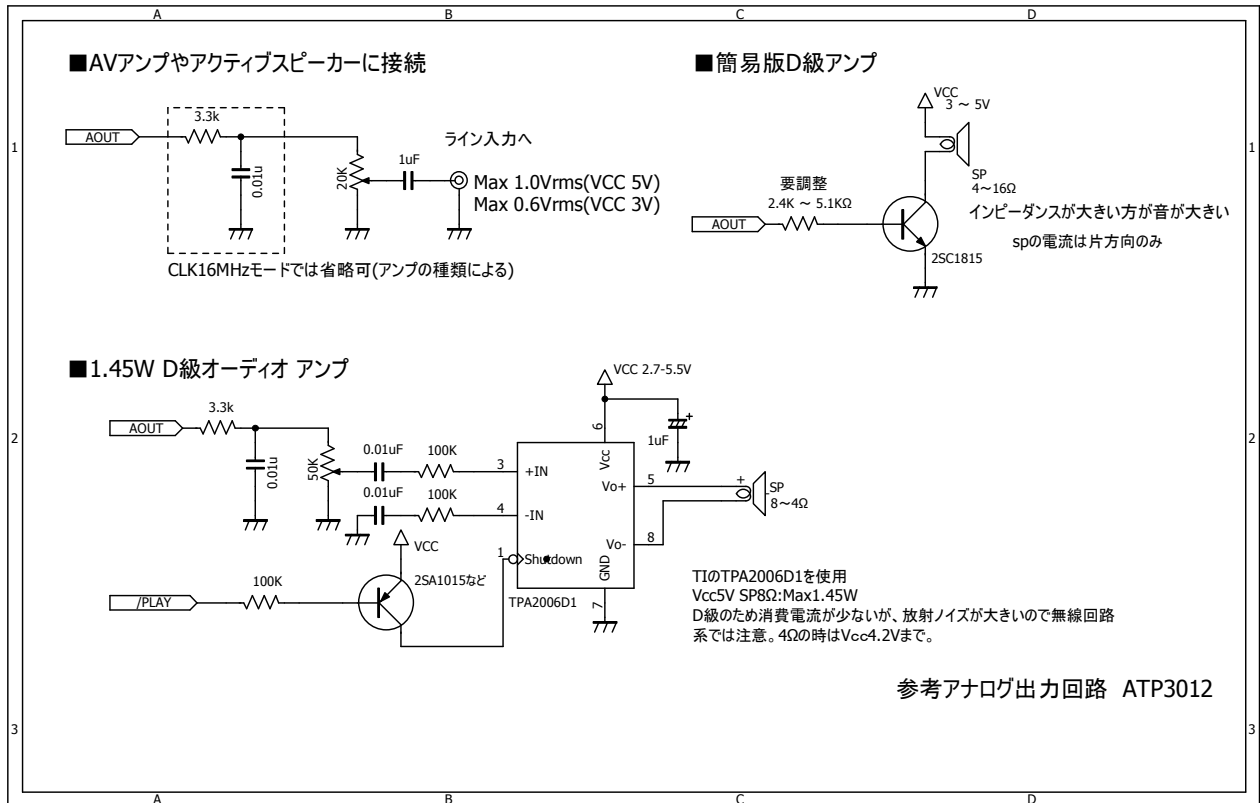 A B C D
■AVアンプやアクティブスピーカーに接続
3.3k
AOUT
0.01u
20K
1uF
ライン入力へ
Max 1.0Vrms(VCC 5V)
Max 0.6Vrms(VCC 3V)
CLK16MHzモードでは省略可(アンプの種類による)
■簡易版D級アンプ
VCC
3 ～ 5V
SP
4～16Ω
要調整
2.4K ～ 5.1KΩ
AOUT
インピーダンスが大きい方が音が大きい
spの電流は片方向のみ
2SC1815
1 1
■1.45W D級オーディオ アンプ
VCC 2.7-5.5V
3.3k
AOUT
0.01u
50K
0.01uF
100K
0.01uF
100K
3
+IN
4
-IN
6
Vcc
1uF
+
Vo+
5
+
SP
8～4Ω
Vo-
8
1
Shutdown
GND
7
TPA2006D1
VCC
2SA1015など
100K
/PLAY
2 2
TIのTPA2006D1を使用
Vcc5V SP8Ω:Max1.45W
D級のため消費電流が少ないが、放射ノイズが大きいので無線回路
系では注意。4Ωの時はVcc4.2Vまで。
参考アナログ出力回路 ATP3012
3 3
A B C D